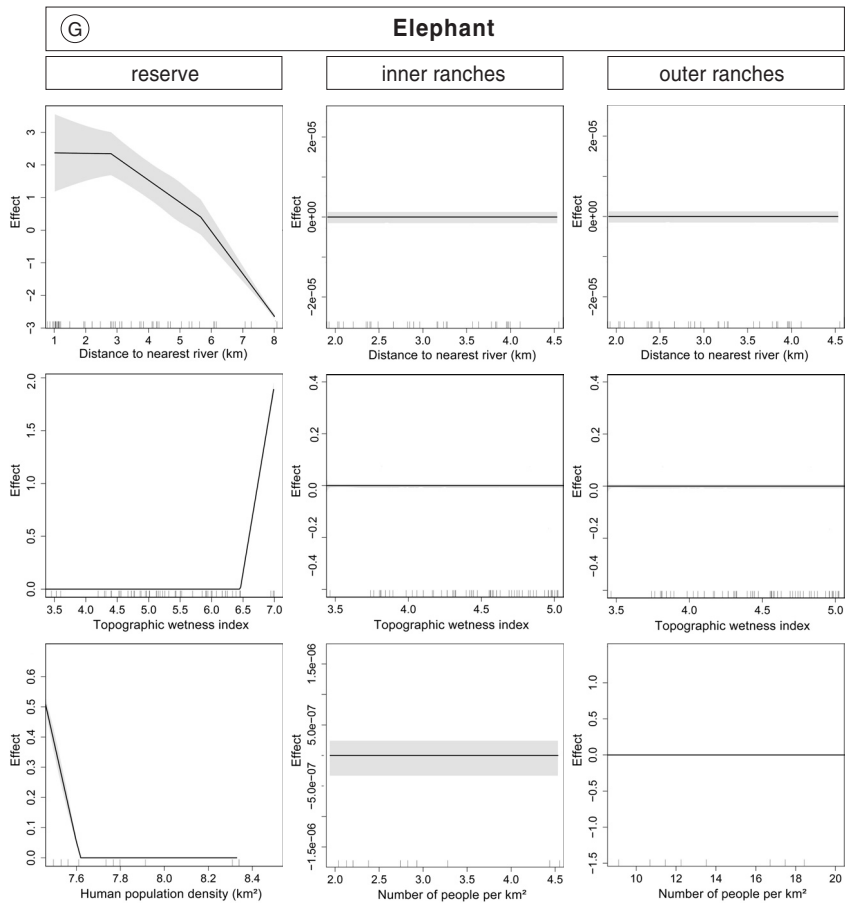 G Elephant
reserve inner ranches outer ranches
Effect
3
2
1
0
-1
-2
-3
1 2 3 4 5 6 7 8
Distance to nearest river (km)
Effect
2e-05
0e+00
-2e-05
2.0 2.5 3.0 3.5 4.0 4.5
Distance to nearest river (km)
Effect
2e-05
0e+00
-2e-05
2.0 2.5 3.0 3.5 4.0 4.5
Distance to nearest river (km)
Effect
2.0
1.5
1.0
0.5
0.0
3.5 4.0 4.5 5.0 5.5 6.0 6.5 7.0
Topographic wetness index
Effect
0.4
0.2
0.0
-0.2
-0.4
3.5 4.0 4.5 5.0
Topographic wetness index
Effect
0.4
0.2
0.0
-0.2
-0.4
3.5 4.0 4.5 5.0
Topographic wetness index
Effect
0.6
0.5
0.4
0.3
0.2
0.1
0.0
7.6 7.8 8.0 8.2 8.4
Human population density (km²)
Effect
1.5e-06
5.0e-07
-5.0e-07
-1.5e-06
2.0 2.5 3.0 3.5 4.0 4.5
Number of people per km²
Effect
1.0
0.5
0.0
-0.5
-1.0
-1.5
10 12 14 16 18 20
Number of people per km²